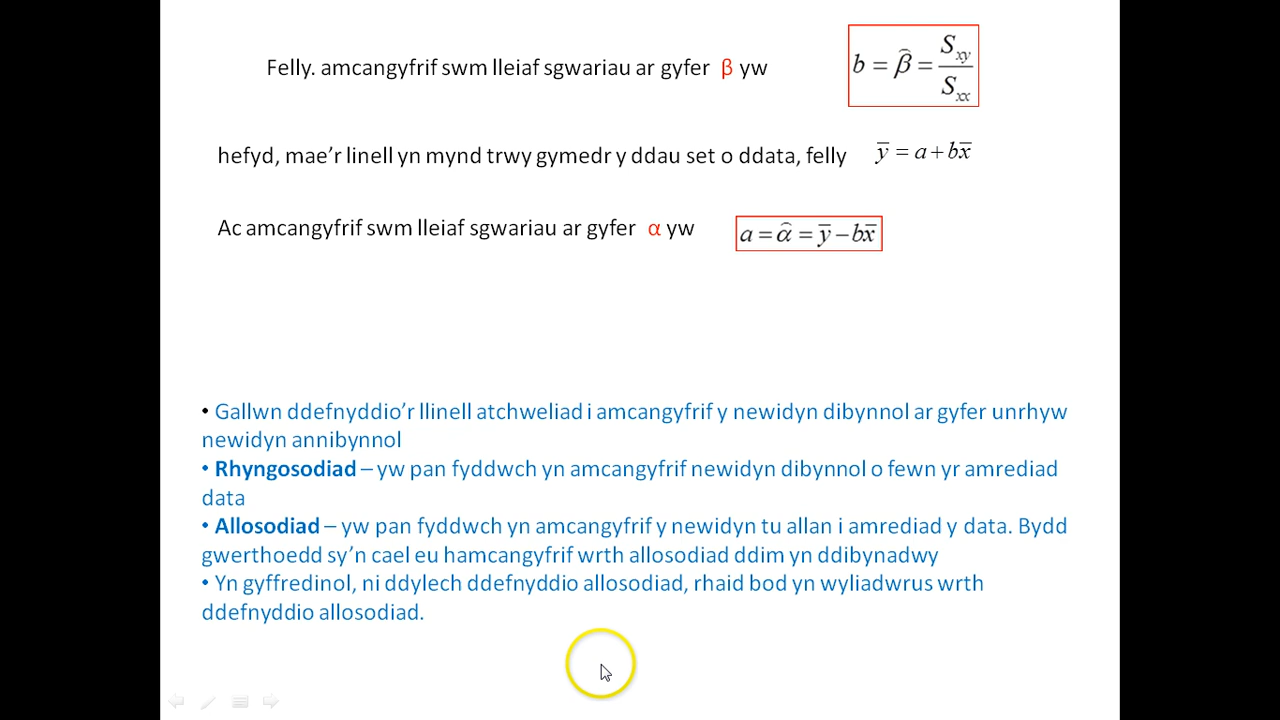 Felly. amcangyfrif swm lleiaf sgwariau ar gyfer β yw b = β̂ = Sxy/Sxx
hefyd, mae’r linell yn mynd trwy gymedr y ddau set o ddata, felly y̅ = a + bx̅
Ac amcangyfrif swm lleiaf sgwariau ar gyfer α yw a = α̂ = y̅ − bx̅
• Gallwn ddefnyddio’r llinell atchweliad i amcangyfrif y newidyn dibynnol ar gyfer unrhyw
newidyn annibynnol
• Rhyngosodiad – yw pan fyddwch yn amcangyfrif newidyn dibynnol o fewn yr amrediad
data
• Allosodiad – yw pan fyddwch yn amcangyfrif y newidyn tu allan i amrediad y data. Bydd
gwerthoedd sy’n cael eu hamcangyfrif wrth allosodiad ddim yn ddibynadwy
• Yn gyffredinol, ni ddylech ddefnyddio allosodiad, rhaid bod yn wyliadwrus wrth
ddefnyddio allosodiad.